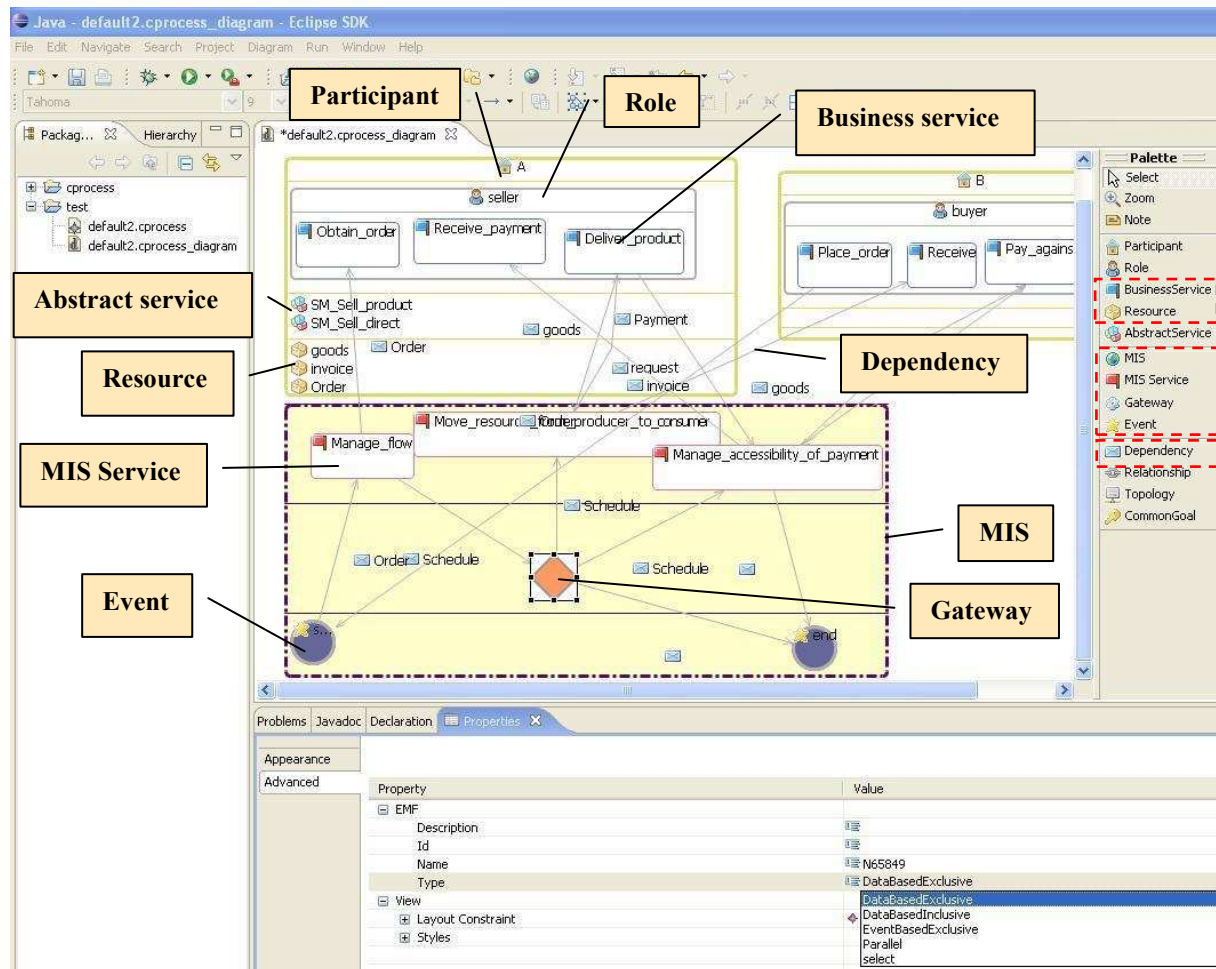 Java - default2.cprocess_diagram - Eclipse SDK
File Edit Navigate Search Project Diagram Run Window Help
Tahoma 9
Participant
Role
Business service
Packag... Hierarchy
*default2.cprocess_diagram
cprocess
test
default2.cprocess
default2.cprocess_diagram
A
seller
Obtain_order
Receive_payment
Deliver_product
SM_Sell_product
SM_Sell_direct
goods
invoice
Order
B
buyer
Place_order
Receive
Pay_agains
Abstract service
Resource
MIS Service
Event
Dependency
MIS
Gateway
Order
goods
Payment
request
invoice
goods
Manage_flow
Order
Manage_accessibility_of_payment
Schedule
Order
Schedule
Schedule
s...
end
Palette
Select
Zoom
Note
Participant
Role
BusinessService
Resource
AbstractService
MIS
MIS Service
Gateway
Event
Dependency
Relationship
Topology
CommonGoal
Problems Javadoc Declaration Properties
Appearance
Advanced
Property Value
EMF
Description
Id
Name N65849
Type DataBasedExclusive
View
Layout Constraint
Styles
DataBasedExclusive
DataBasedInclusive
EventBasedExclusive
Parallel
select